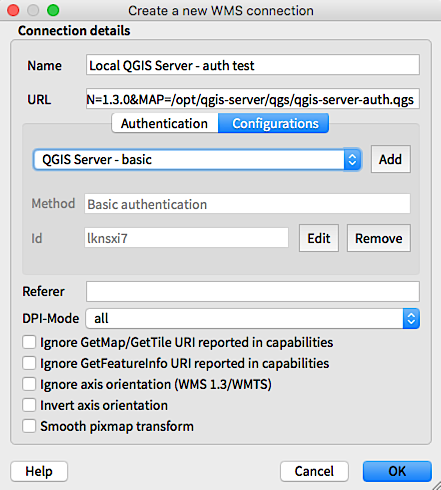 Create a new WMS connection
Connection details
Name Local QGIS Server - auth test
URL N=1.3.0&MAP=/opt/qgis-server/qgs/qgis-server-auth.qgs
Authentication Configurations
QGIS Server - basic Add
Method Basic authentication
Id lknsxi7 Edit Remove
Referer
DPI-Mode all
Ignore GetMap/GetTile URI reported in capabilities
Ignore GetFeatureInfo URI reported in capabilities
Ignore axis orientation (WMS 1.3/WMTS)
Invert axis orientation
Smooth pixmap transform
Help Cancel OK